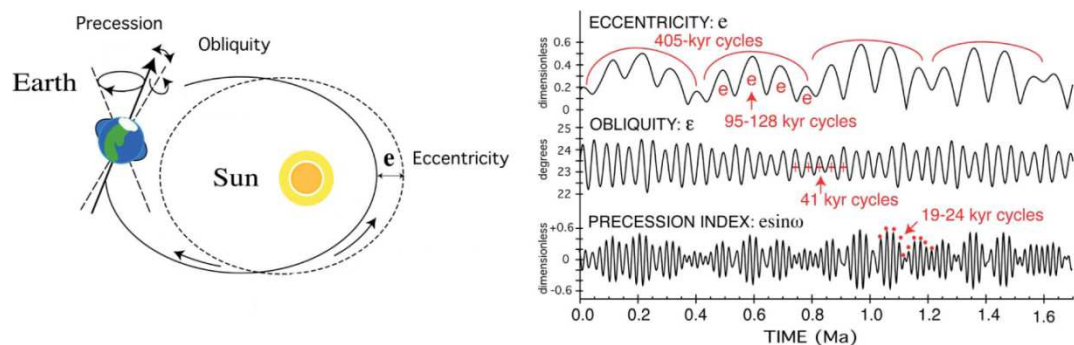 Precession
Obliquity
Earth
Sun
e
Eccentricity
ECCENTRICITY: e
405-kyr cycles
dimensionless
0.6
0.4
0.2
0
e
e
e
e
95-128 kyr cycles
OBLIQUITY: ε
degrees
25
24
23
22
41 kyr cycles
PRECESSION INDEX: esinω
19-24 kyr cycles
dimensionless
+0.6
0
-0.6
0.0 0.2 0.4 0.6 0.8 1.0 1.2 1.4 1.6
TIME (Ma)